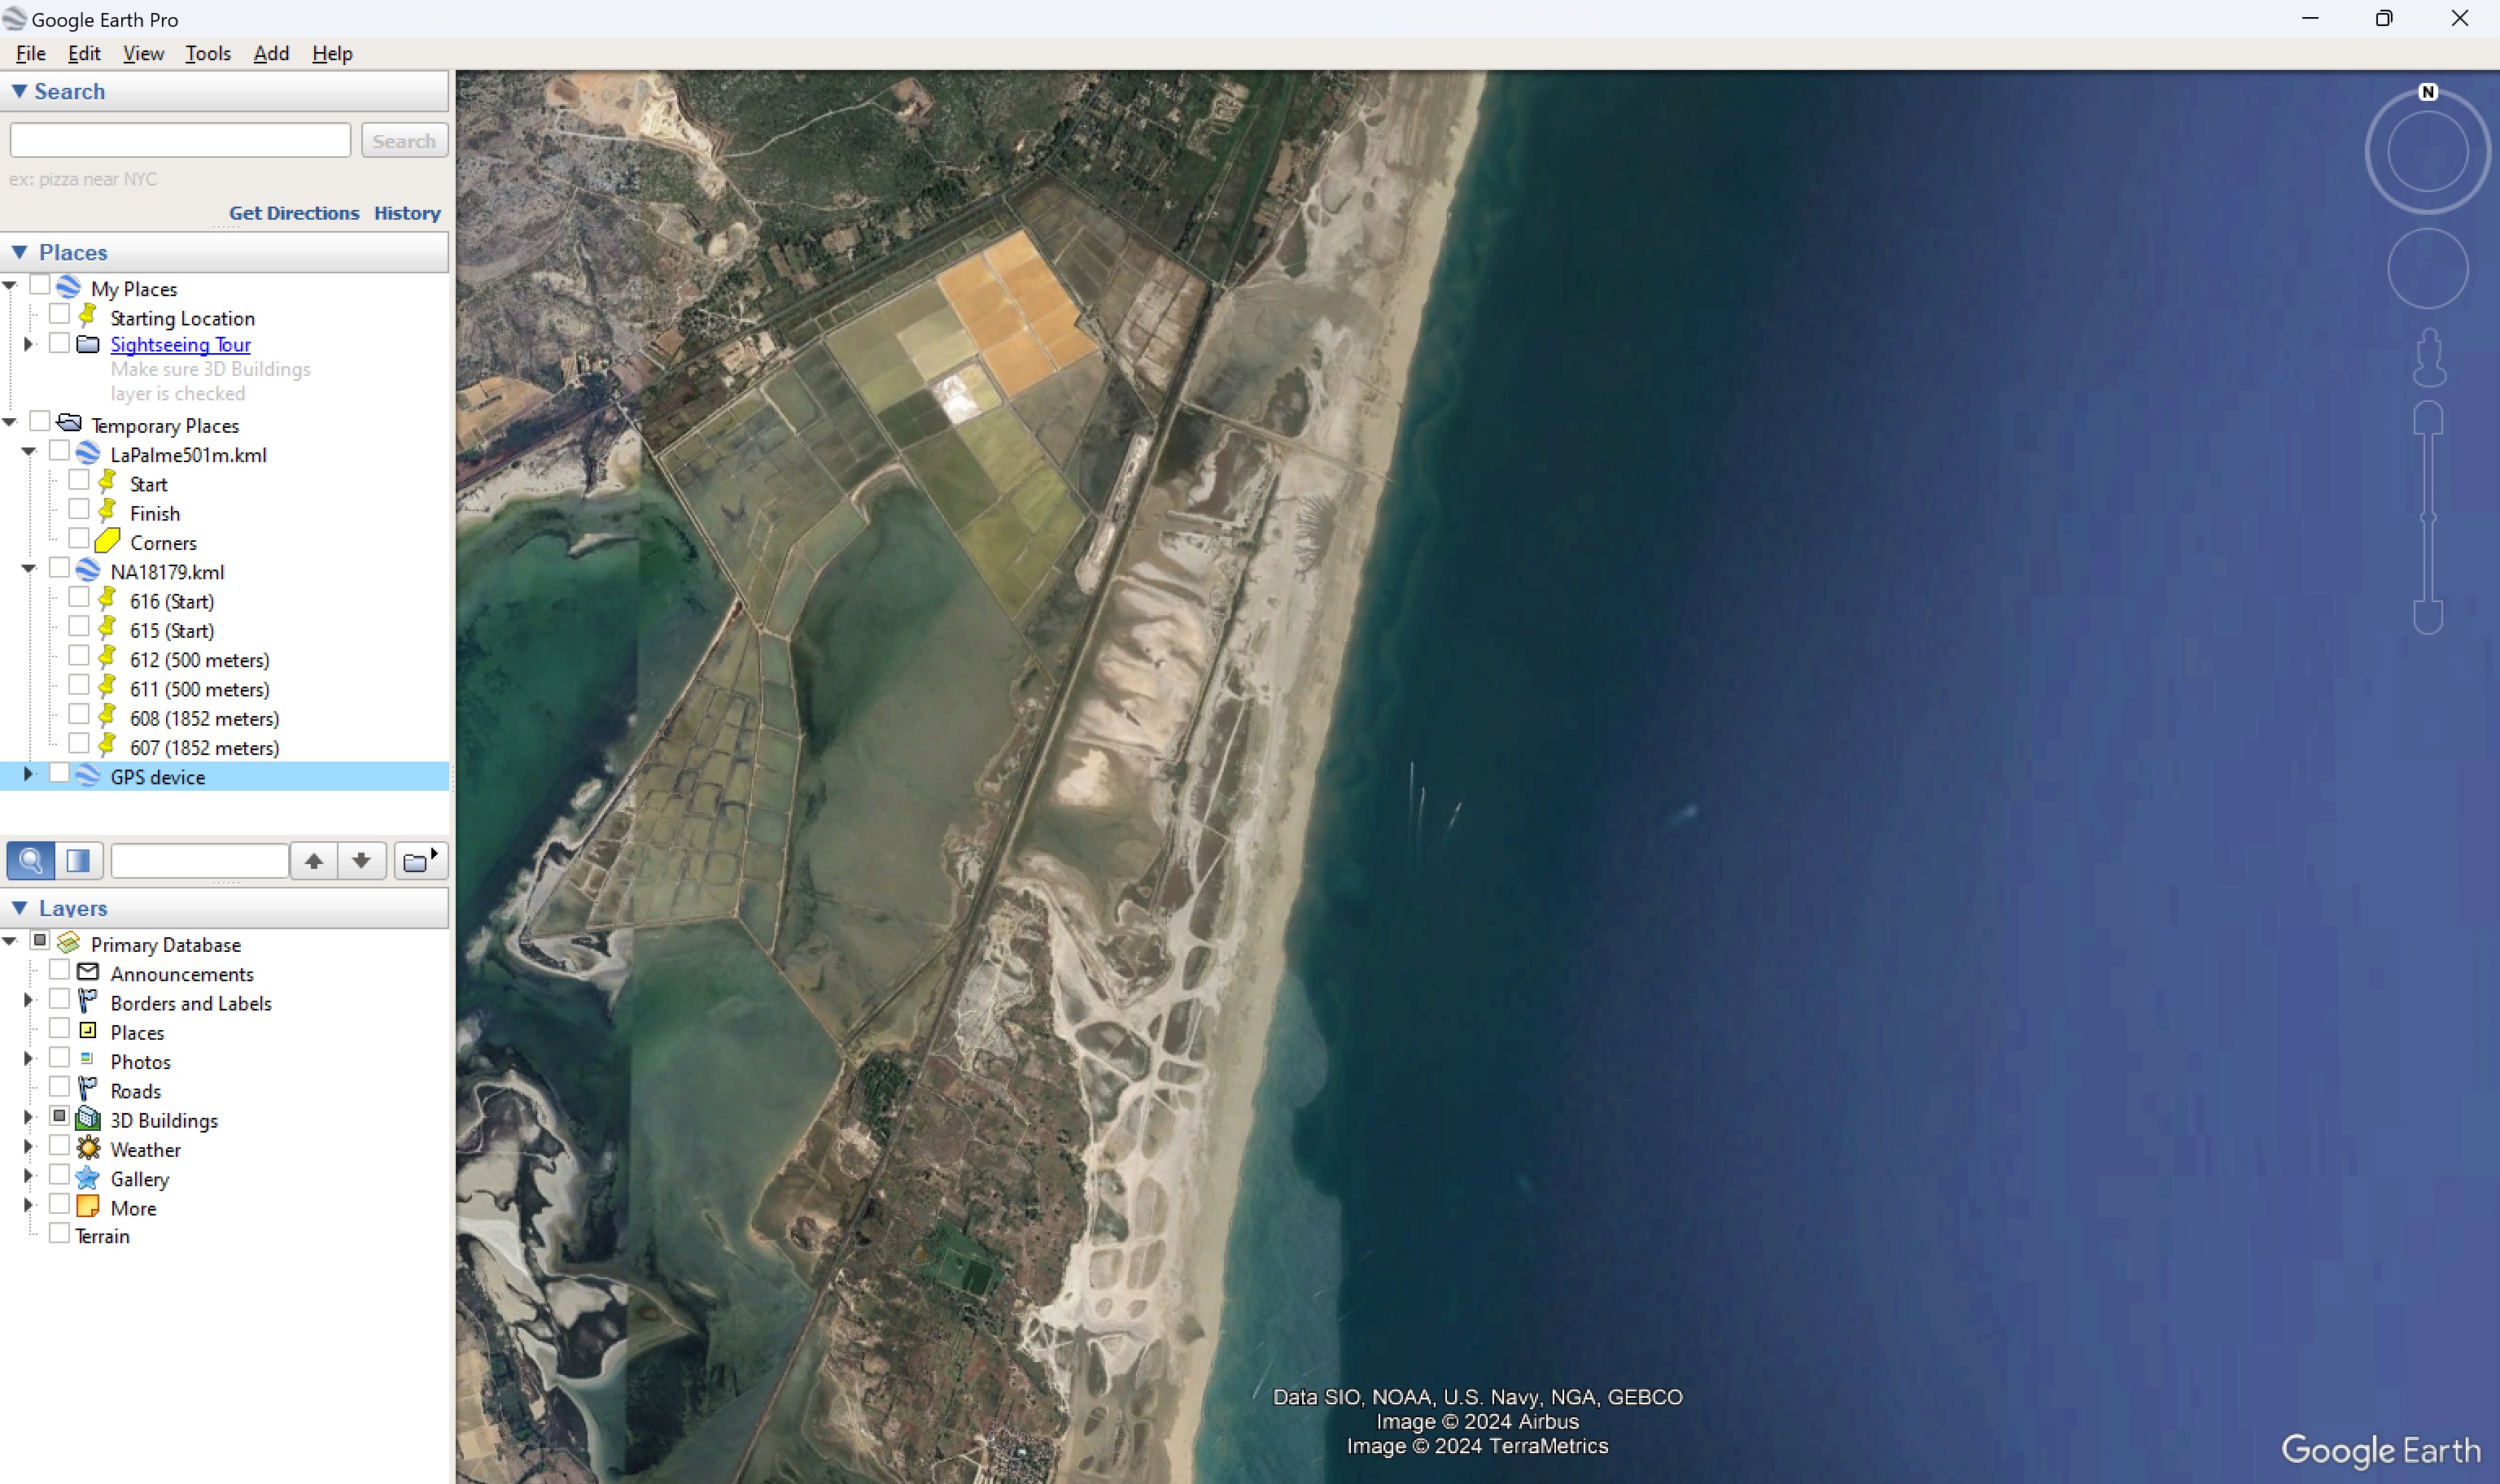 Google Earth Pro
File Edit View Tools Add Help
Search
Search
ex: pizza near NYC
Get Directions History
Places
My Places
Starting Location
Sightseeing Tour
Make sure 3D Buildings
layer is checked
Temporary Places
LaPalme501m.kml
Start
Finish
Corners
NA18179.kml
616 (Start)
615 (Start)
612 (500 meters)
611 (500 meters)
608 (1852 meters)
607 (1852 meters)
GPS device
Layers
Primary Database
Announcements
Borders and Labels
Places
Photos
Roads
3D Buildings
Weather
Gallery
More
Terrain
N
Data SIO, NOAA, U.S. Navy, NGA, GEBCO
Image © 2024 Airbus
Image © 2024 TerraMetrics
Google Earth